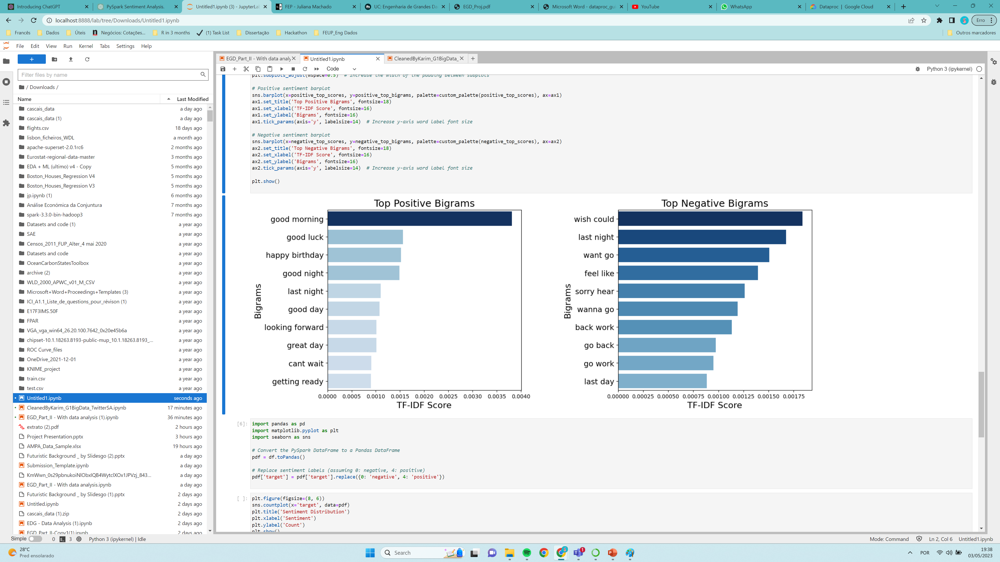 Introducing ChatGPT
PySpark Sentiment Analysis.
Untitled1.ipynb (3) - JupyterLa
FEP - Juliana Machado
UC: Engenharia de Grandes Da
EGD_Proj.pdf
Microsoft Word - dataproc_gui
YouTube
WhatsApp
Dataproc | Google Cloud
localhost:8888/lab/tree/Downloads/Untitled1.ipynb
Erro
Francês
Dados
Úteis
Negócios: Cotações...
R in 3 months
(1) Task List
Dissertação
Hackathon
FEUP_Eng Dados
Outros marcadores
File Edit View Run Kernel Tabs Settings Help
Filter files by name
/ Downloads /
Name Last Modified
cascais_data a day ago
cascais_data (1) a day ago
flights.csv 18 days ago
lisbon_ficheiros_WDL a month ago
apache-superset-2.0.1rc6 2 months ago
Eurostat-regional-data-master 3 months ago
EDA + ML (ultimo) v4 - Copy 5 months ago
Boston_Houses_Regression V4 5 months ago
Boston_Houses_Regression V3 5 months ago
jp.ipynb (1) 6 months ago
Análise Económica da Conjuntura 7 months ago
spark-3.3.0-bin-hadoop3 7 months ago
Datasets and code (1) a year ago
SAE a year ago
Censos_2011_FUP_Alter_4 mai 2020 a year ago
Datasets and code a year ago
OceanCarbonStatesToolbox a year ago
archive (2) a year ago
WLD_2000_APWC_v01_M_CSV a year ago
Microsoft+Word+Proceedings+Templates (3) a year ago
ICI_A1.1_Liste_de_questions_pour_révison (1) a year ago
E17F3IMS.50F a year ago
FPAR a year ago
VGA_vga_win64_26.20.100.7642_0x20e45b6a a year ago
chipset-10.1.18263.8193-public-mup_10.1.18263.8193_... a year ago
ROC Curve_files a year ago
OneDrive_2021-12-01 a year ago
KNIME_project a year ago
train.csv a year ago
test.csv a year ago
Untitled1.ipynb seconds ago
CleanedByKarim_G1BigData_TwitterSA.ipynb 17 minutes ago
EGD_Part_II - With data analysis (1).ipynb 36 minutes ago
extrato (2).pdf 2 hours ago
Project Presentation.pptx 3 hours ago
AMPA_Data_Sample.xlsx 19 hours ago
Futuristic Background _ by Slidesgo (2).pptx a day ago
Submission_Template.ipynb a day ago
KmWwn_0s29pbnukoiNlObxIQB4WytclXOx1JPVzj_843... a day ago
EGD_Part_II - With data analysis.ipynb a day ago
Futuristic Background _ by Slidesgo (1).pptx 2 days ago
Untitled.ipynb 2 days ago
cascais_data (1).zip 2 days ago
EDG - Data Analysis (1).ipynb 2 days ago
EGD_Part_II-Copy1(1).ipynb 2 days ago
EGD_Part_II - With data analy
Untitled1.ipynb
CleanedByKarim_G1BigData_
Code
Python 3 (ipykernel)
plt.subplots_adjust(wspace=0.5) # Increase the width of the padding between subplots
# Positive sentiment barplot
sns.barplot(x=positive_top_scores, y=positive_top_bigrams, palette=custom_palette(positive_top_scores), ax=ax1)
ax1.set_title('Top Positive Bigrams', fontsize=18)
ax1.set_xlabel('TF-IDF Score', fontsize=16)
ax1.set_ylabel('Bigrams', fontsize=16)
ax1.tick_params(axis='y', labelsize=14) # Increase y-axis word label font size
# Negative sentiment barplot
sns.barplot(x=negative_top_scores, y=negative_top_bigrams, palette=custom_palette(negative_top_scores), ax=ax2)
ax2.set_title('Top Negative Bigrams', fontsize=18)
ax2.set_xlabel('TF-IDF Score', fontsize=16)
ax2.set_ylabel('Bigrams', fontsize=16)
ax2.tick_params(axis='y', labelsize=14) # Increase y-axis word label font size
plt.show()
Top Positive Bigrams
Bigrams
good morning
good luck
happy birthday
good night
last night
good day
looking forward
great day
cant wait
getting ready
0.0000 0.0005 0.0010 0.0015 0.0020 0.0025 0.0030 0.0035 0.0040
TF-IDF Score
Top Negative Bigrams
Bigrams
wish could
last night
want go
feel like
sorry hear
wanna go
back work
go back
go work
last day
0.00000 0.00025 0.00050 0.00075 0.00100 0.00125 0.00150 0.00175
TF-IDF Score
[6]:
import pandas as pd
import matplotlib.pyplot as plt
import seaborn as sns
# Convert the PySpark DataFrame to a Pandas DataFrame
pdf = df.toPandas()
# Replace sentiment labels (assuming 0: negative, 4: positive)
pdf['target'] = pdf['target'].replace({0: 'negative', 4: 'positive'})
[ ]:
plt.figure(figsize=(8, 6))
sns.countplot(x='target', data=pdf)
plt.title('Sentiment Distribution')
plt.xlabel('Sentiment')
plt.ylabel('Count')
plt.show()
Simple 0 3 Python 3 (ipykernel) | Idle
Mode: Command Ln 2, Col 6 Untitled1.ipynb
28°C
Pred ensolarado
Search
1
POR
19:38
03/05/2023